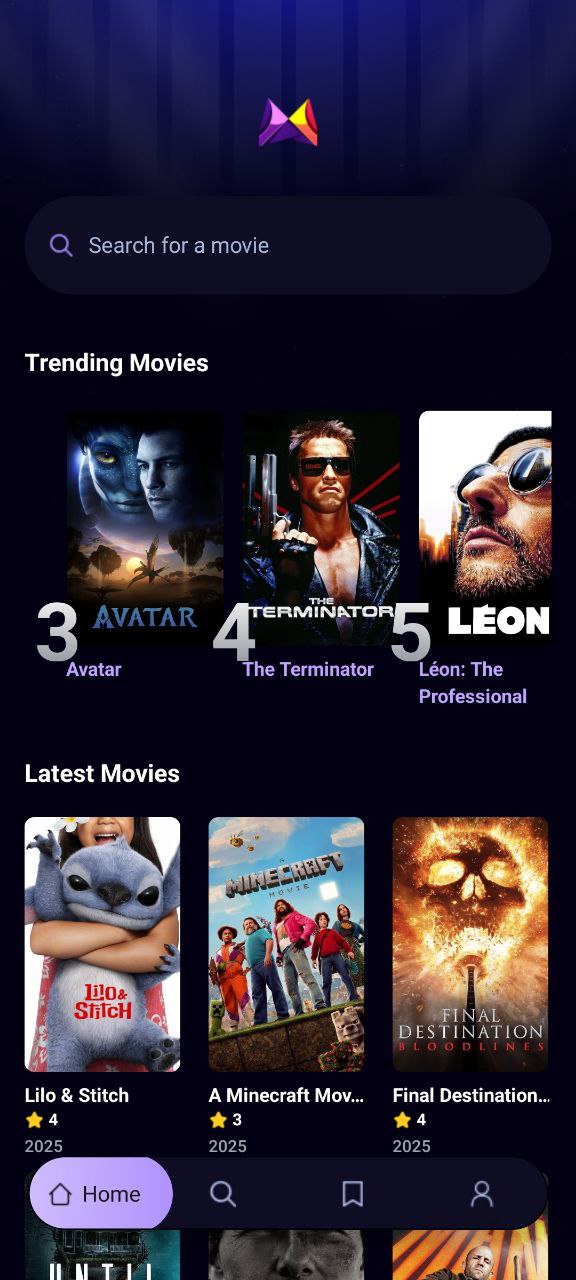 Search for a movie
Trending Movies
AVATAR
THE
TERMINATOR
LÉON
3
4
5
Avatar
The Terminator
Léon: The
Professional
Latest Movies
Lilo &
Stitch
A
MINECRAFT
MOVIE
FINAL
DESTINATION
BLOODLINES
Lilo & Stitch
A Minecraft Mov...
Final Destination...
4
3
4
2025
2025
2025
Home
UNTIL